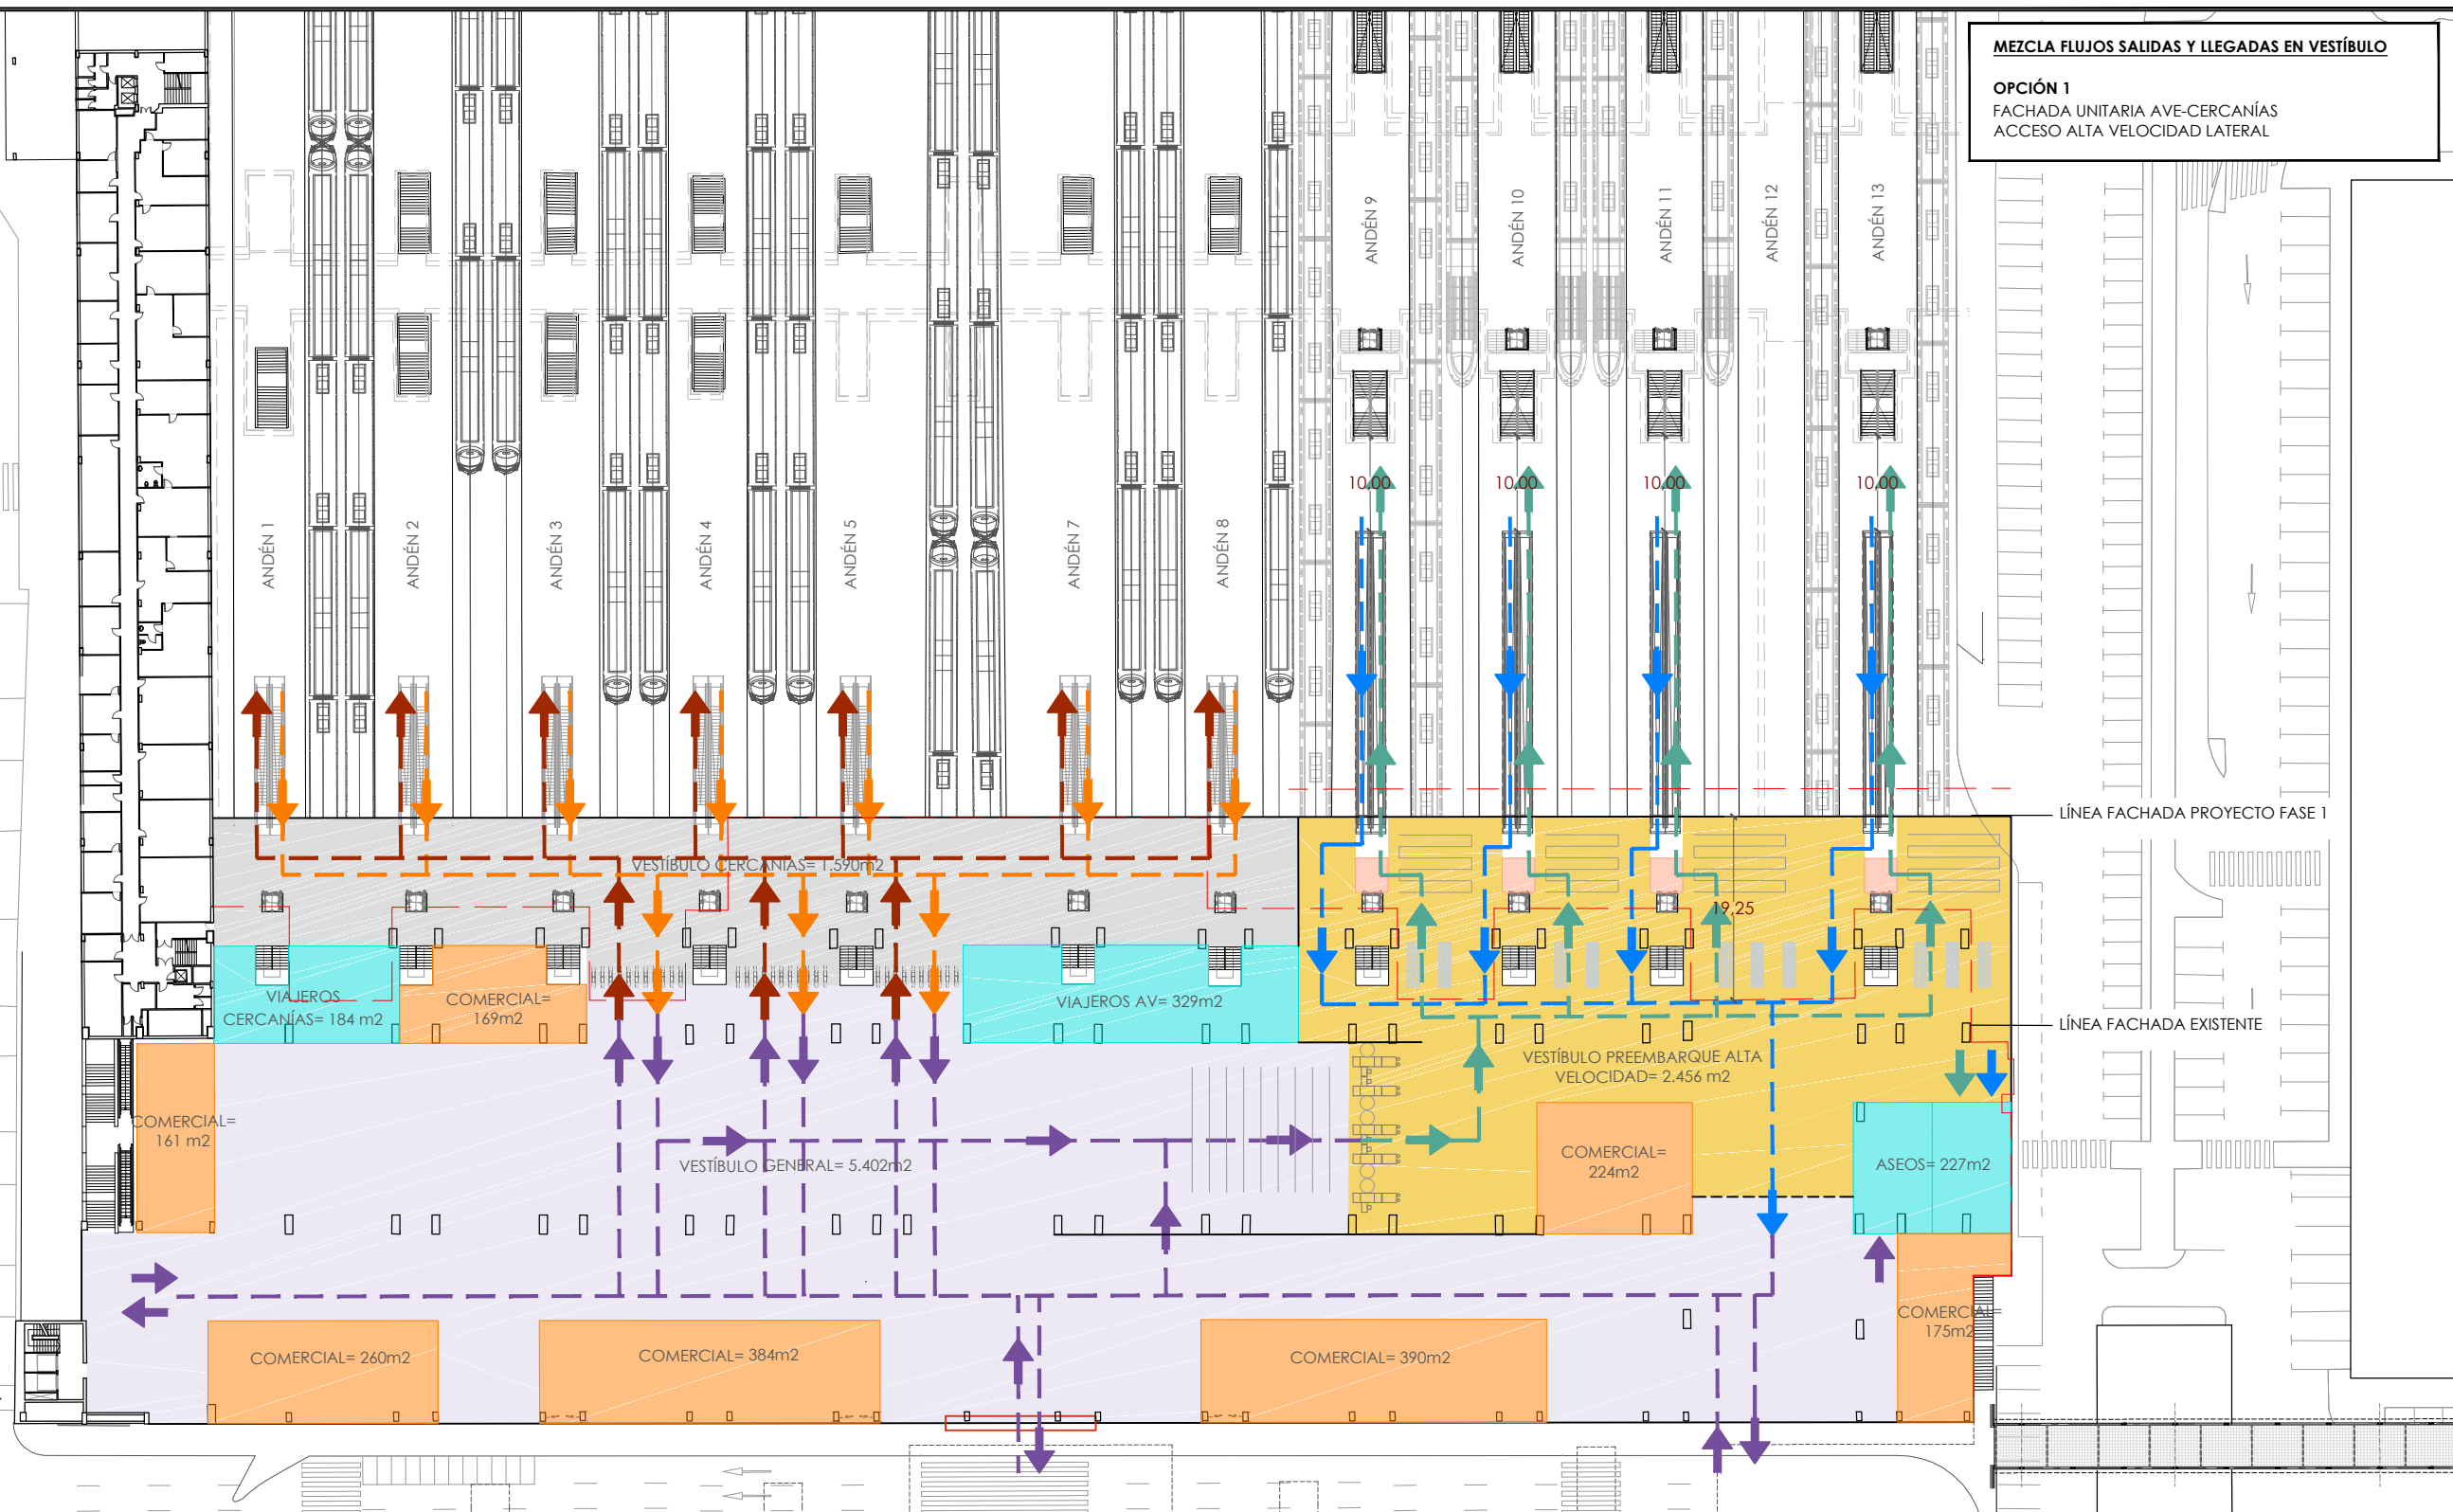 MEZCLA FLUJOS SALIDAS Y LLEGADAS EN VESTÍBULO
OPCIÓN 1
FACHADA UNITARIA AVE-CERCANÍAS
ACCESO ALTA VELOCIDAD LATERAL
ANDÉN 9
ANDÉN 10
ANDÉN 11
ANDÉN 12
ANDÉN 13
10,00
10,00
10,00
10,00
ANDÉN 1
ANDÉN 2
ANDÉN 3
ANDÉN 4
ANDÉN 5
ANDÉN 7
ANDÉN 8
LÍNEA FACHADA PROYECTO FASE 1
VESTÍBULO CERCANÍAS= 1.590m2
19,25
VIAJEROS
CERCANÍAS= 184 m2
COMERCIAL=
169m2
VIAJEROS AV= 329m2
LÍNEA FACHADA EXISTENTE
VESTÍBULO PREEMBARQUE ALTA
VELOCIDAD= 2.456 m2
COMERCIAL=
161 m2
VESTÍBULO GENERAL= 5.402m2
COMERCIAL=
224m2
ASEOS= 227m2
COMERCIAL=
175m2
COMERCIAL= 260m2
COMERCIAL= 384m2
COMERCIAL= 390m2